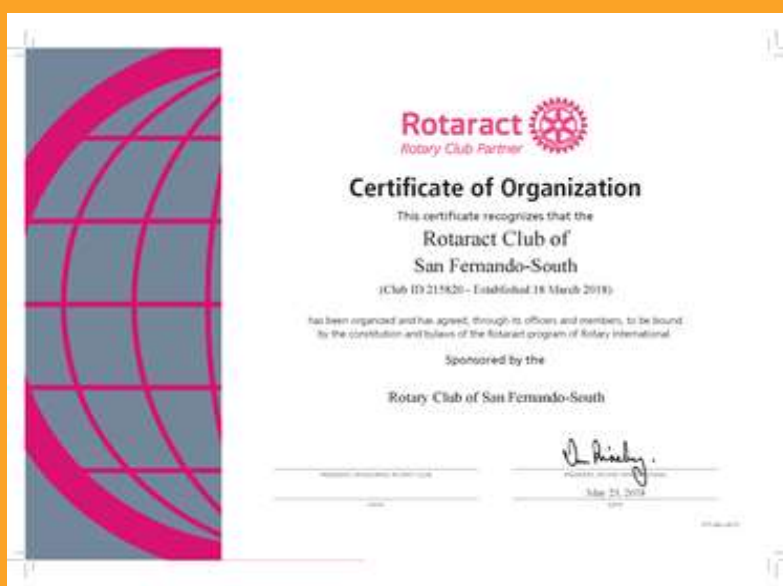 Rotaract
Rotary Club Partner
Certificate of Organization
This certificate recognizes that the
Rotaract Club of
San Fernando-South
(Club ID 215820 - Established 18 March 2018)
has been organized and has agreed, through its officers and members, to be bound
by the constitution and bylaws of the Rotaract program of Rotary International
Sponsored by the
Rotary Club of San Fernando-South
May 23, 2018